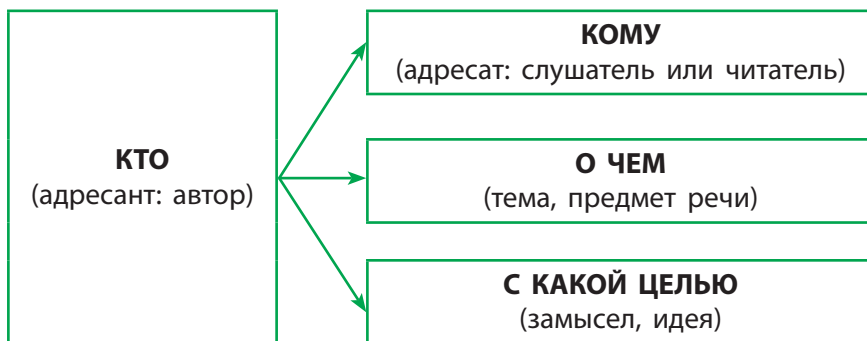 КТО
(адресант: автор)
КОМУ
(адресат: слушатель или читатель)
О ЧЕМ
(тема, предмет речи)
С КАКОЙ ЦЕЛЬЮ
(замысел, идея)